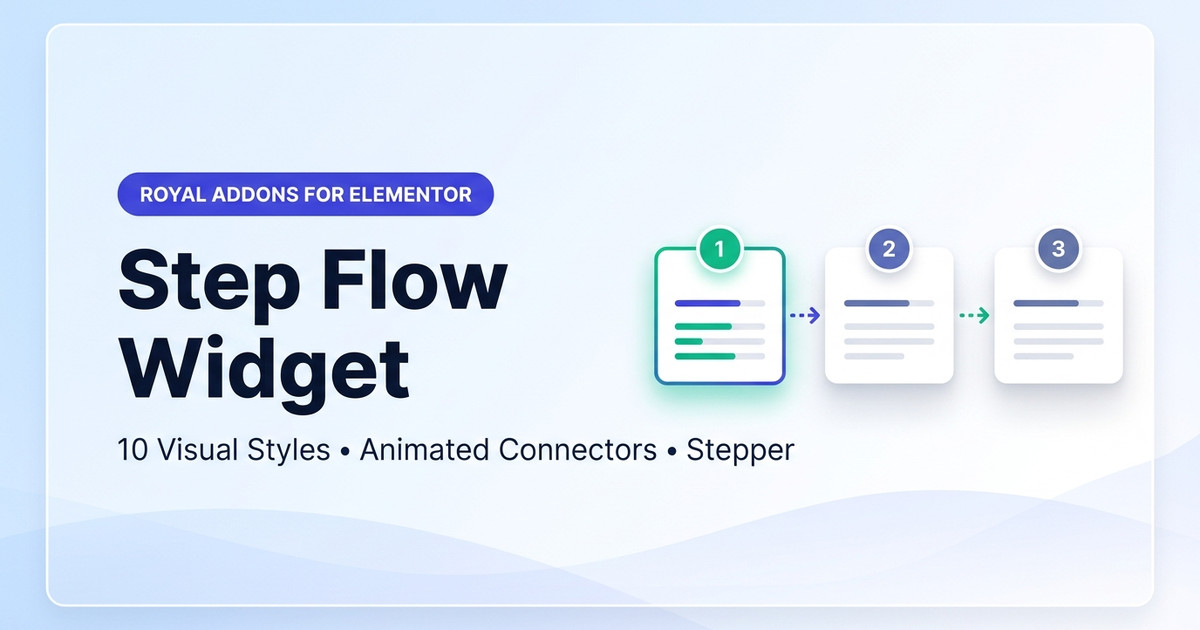 ROYAL ADDONS FOR ELEMENTOR
Step Flow
Widget
10 Visual Styles • Animated Connectors • Stepper
1
2
3